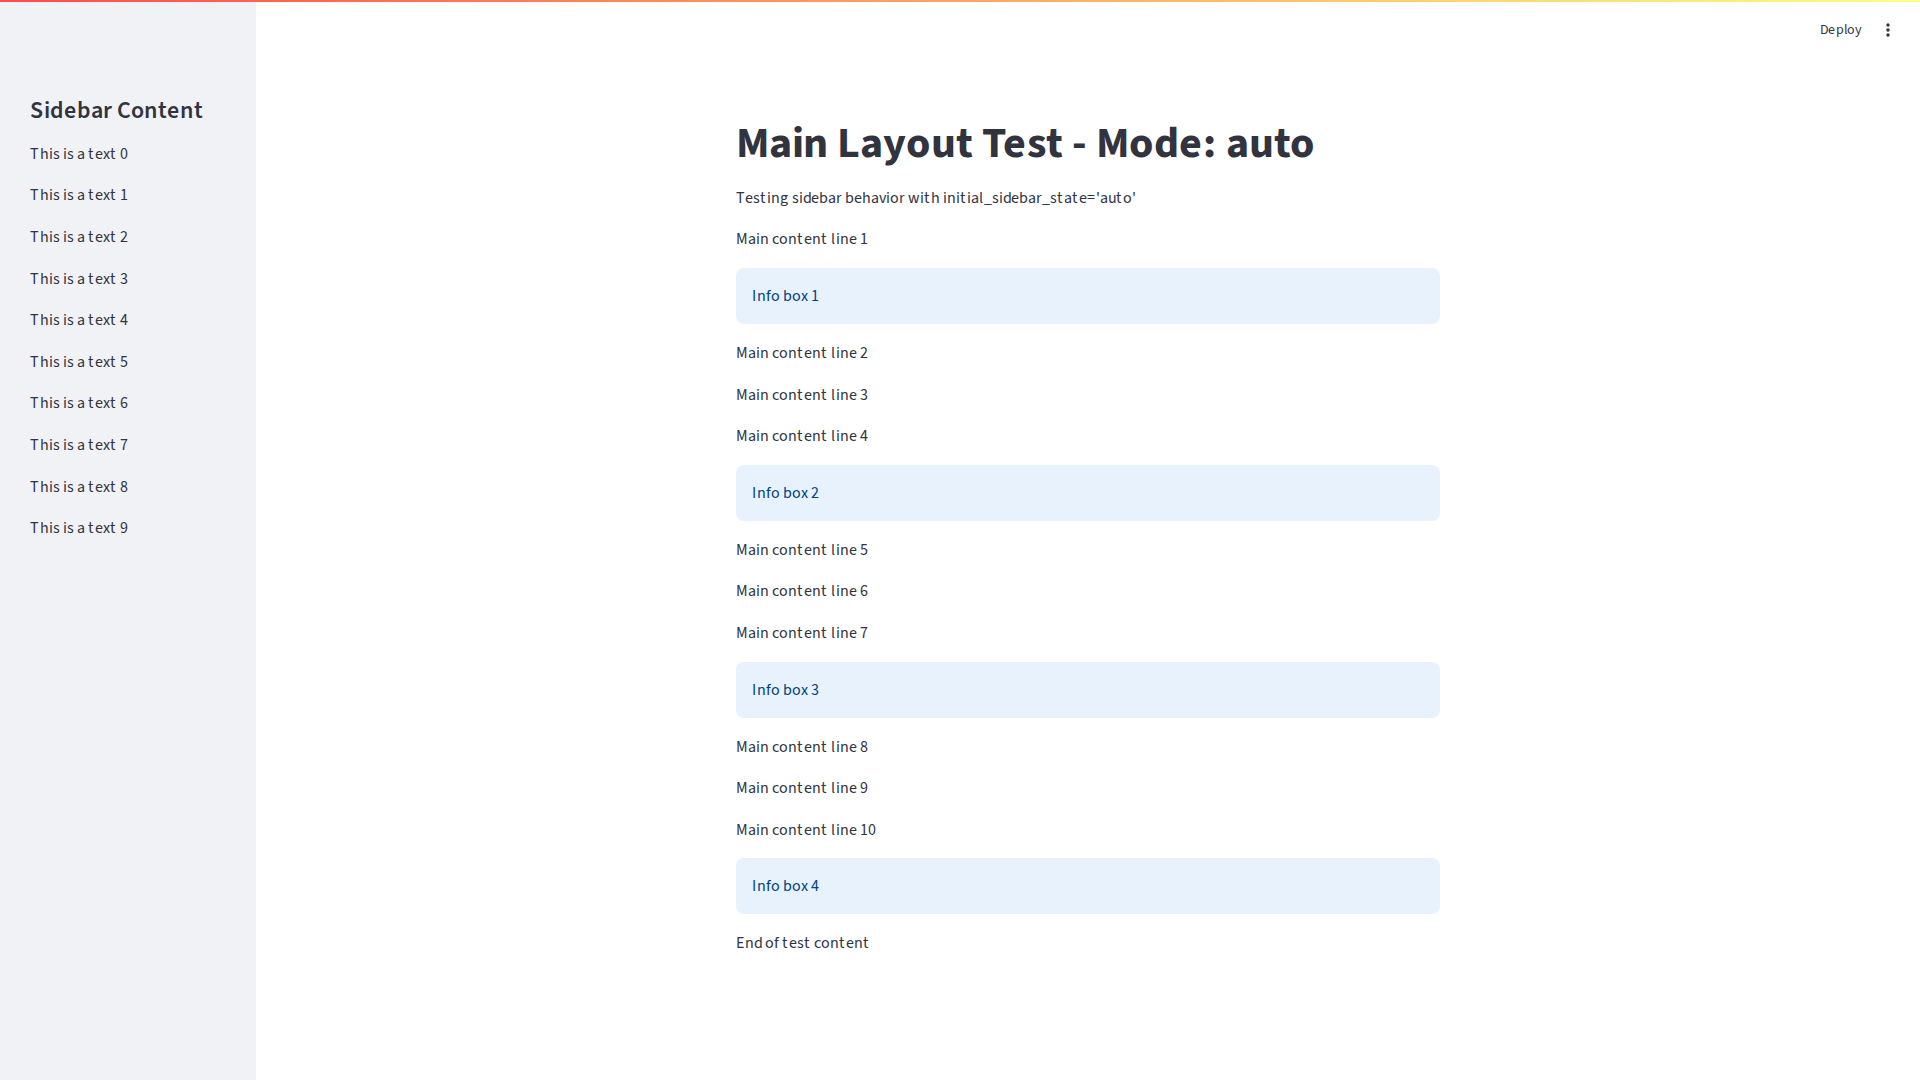 Deploy
Sidebar Content
This is a text 0
This is a text 1
This is a text 2
This is a text 3
This is a text 4
This is a text 5
This is a text 6
This is a text 7
This is a text 8
This is a text 9
Main Layout Test - Mode: auto
Testing sidebar behavior with initial_sidebar_state='auto'
Main content line 1
Info box 1
Main content line 2
Main content line 3
Main content line 4
Info box 2
Main content line 5
Main content line 6
Main content line 7
Info box 3
Main content line 8
Main content line 9
Main content line 10
Info box 4
End of test content